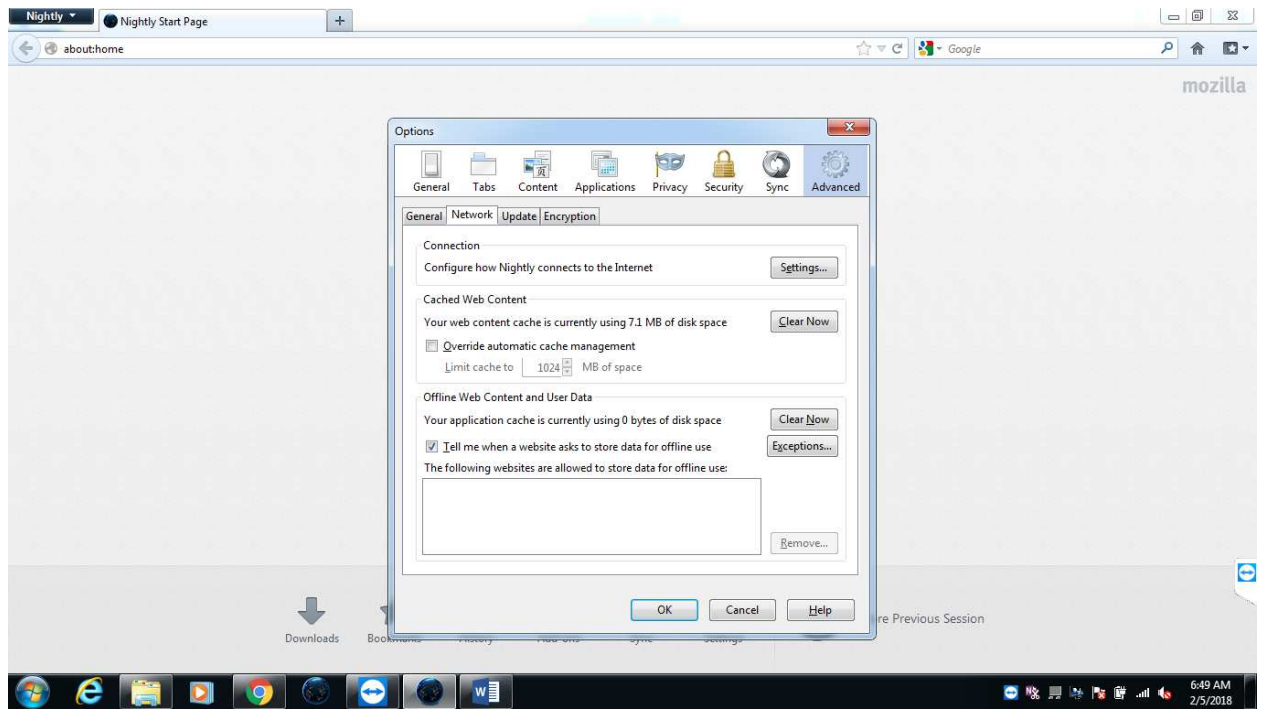 Nightly
Nightly Start Page
about:home
Google
mozilla
Options
General Tabs Content Applications Privacy Security Sync Advanced
General Network Update Encryption
Connection
Configure how Nightly connects to the Internet Settings...
Cached Web Content
Your web content cache is currently using 7.1 MB of disk space Clear Now
Override automatic cache management
Limit cache to 1024 MB of space
Offline Web Content and User Data
Your application cache is currently using 0 bytes of disk space Clear Now
Tell me when a website asks to store data for offline use Exceptions...
The following websites are allowed to store data for offline use:
Remove...
OK Cancel Help
re Previous Session
Downloads
6:49 AM
2/5/2018